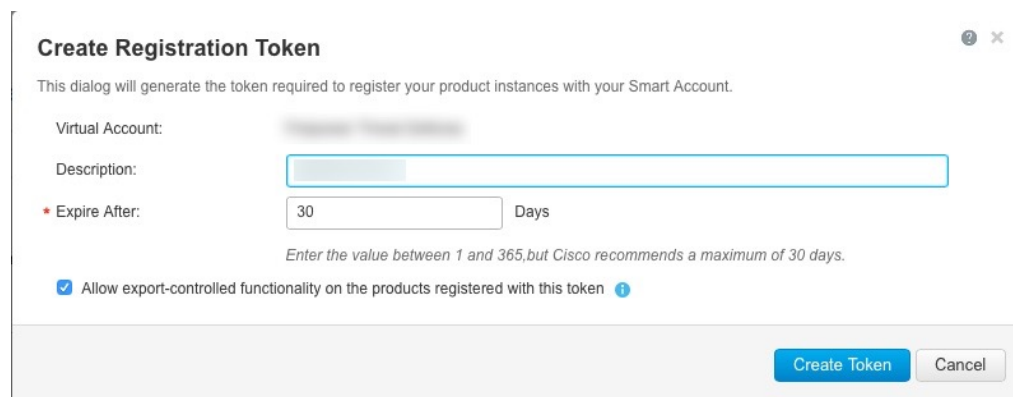 Create Registration Token
This dialog will generate the token required to register your product instances with your Smart Account.
Virtual Account:
Description:
* Expire After: 30 Days
Enter the value between 1 and 365,but Cisco recommends a maximum of 30 days.
Allow export-controlled functionality on the products registered with this token
Create Token Cancel